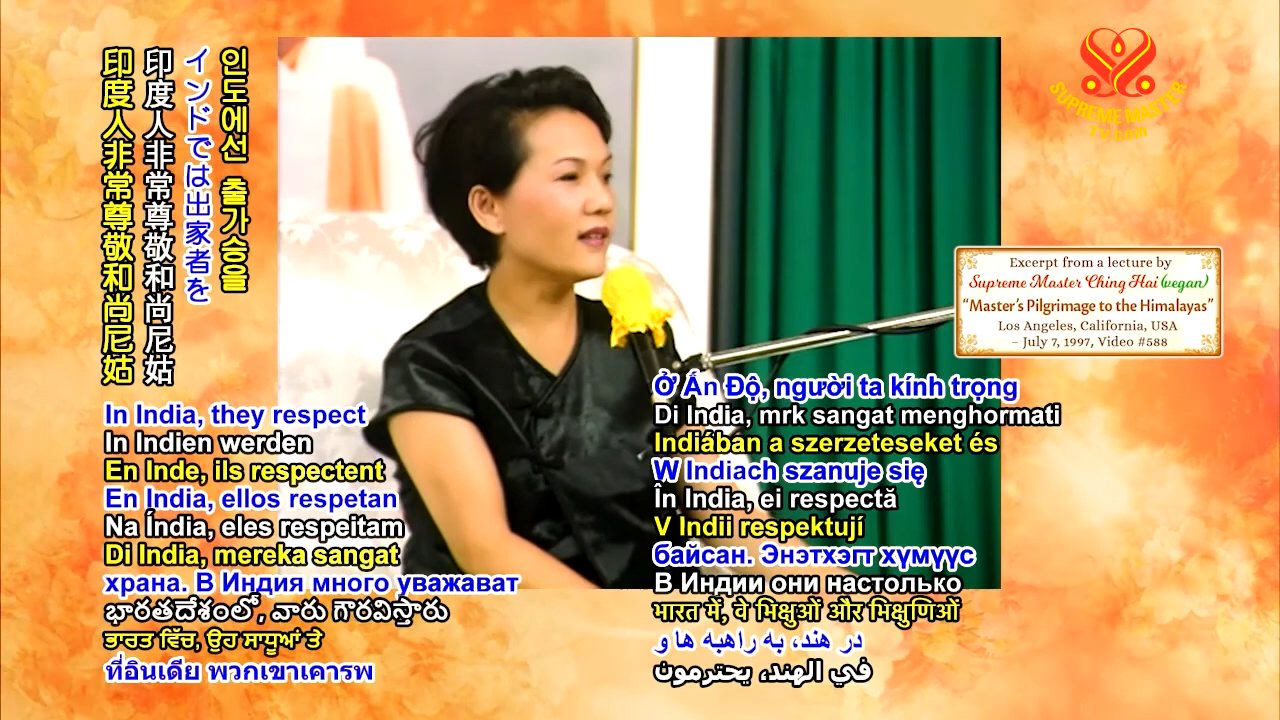 印度人非常尊敬和尚尼姑
印度人非常尊敬和尚尼姑
インドでは出家者を
인도에선 출가승을
SUPREME MASTER
TV.com
Excerpt from a lecture by
Supreme Master Ching Hai (vegan)
“Master’s Pilgrimage to the Himalayas”
Los Angeles, California, USA
– July 7, 1997, Video #588
In India, they respect
In Indien werden
En Inde, ils respectent
En India, ellos respetan
Na Índia, eles respeitam
Di India, mereka sangat
храна. В Индия много уважават
భారతదేశంలో, వారు గౌరవిస్తారు
ਭਾਰਤ ਵਿੱਚ, ਉਹ ਸਾਧੂਆਂ ਤੇ
ที่อินเดีย พวกเขาเคารพ
Ở Ấn Độ, người ta kính trọng
Di India, mrk sangat menghormati
Indiában a szerzeteseket és
W Indiach szanuje się
În India, ei respectă
V Indii respektují
байсан. Энэтхэгт хүмүүс
В Индии они настолько
भारत में, वे भिक्षुओं और भिक्षुणिओं
در هند، به راهبه ها و
في الهند، يحترمون